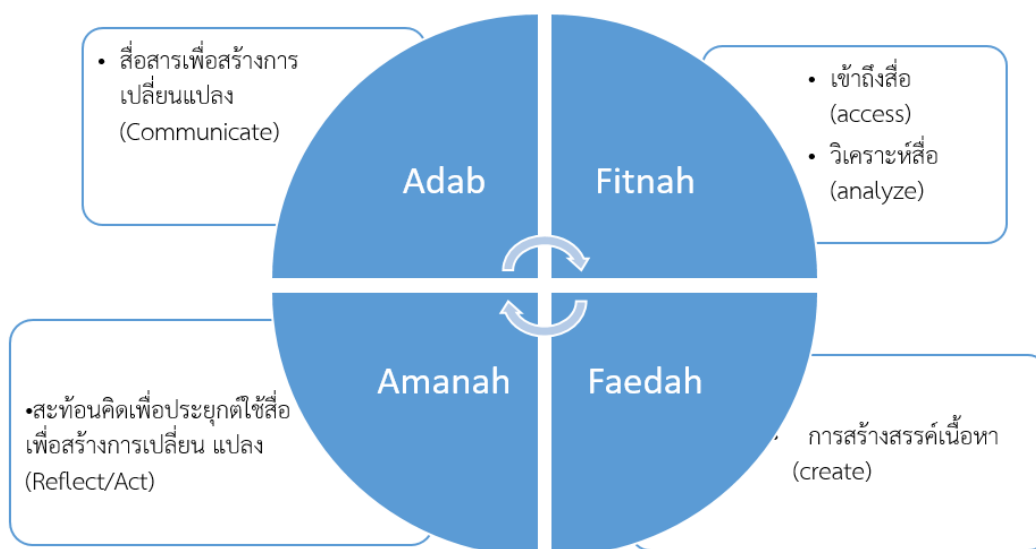 • สื่อสารเพื่อสร้างการ
เปลี่ยนแปลง
(Communicate)
Adab
Fitnah
• เข้าถึงสื่อ
(access)
• วิเคราะห์สื่อ
(analyze)
Amanah
Faedah
•สะท้อนคิดเพื่อประยุกต์ใช้สื่อ
เพื่อสร้างการเปลี่ยน แปลง
(Reflect/Act)
• การสร้างสรรค์เนื้อหา
(create)